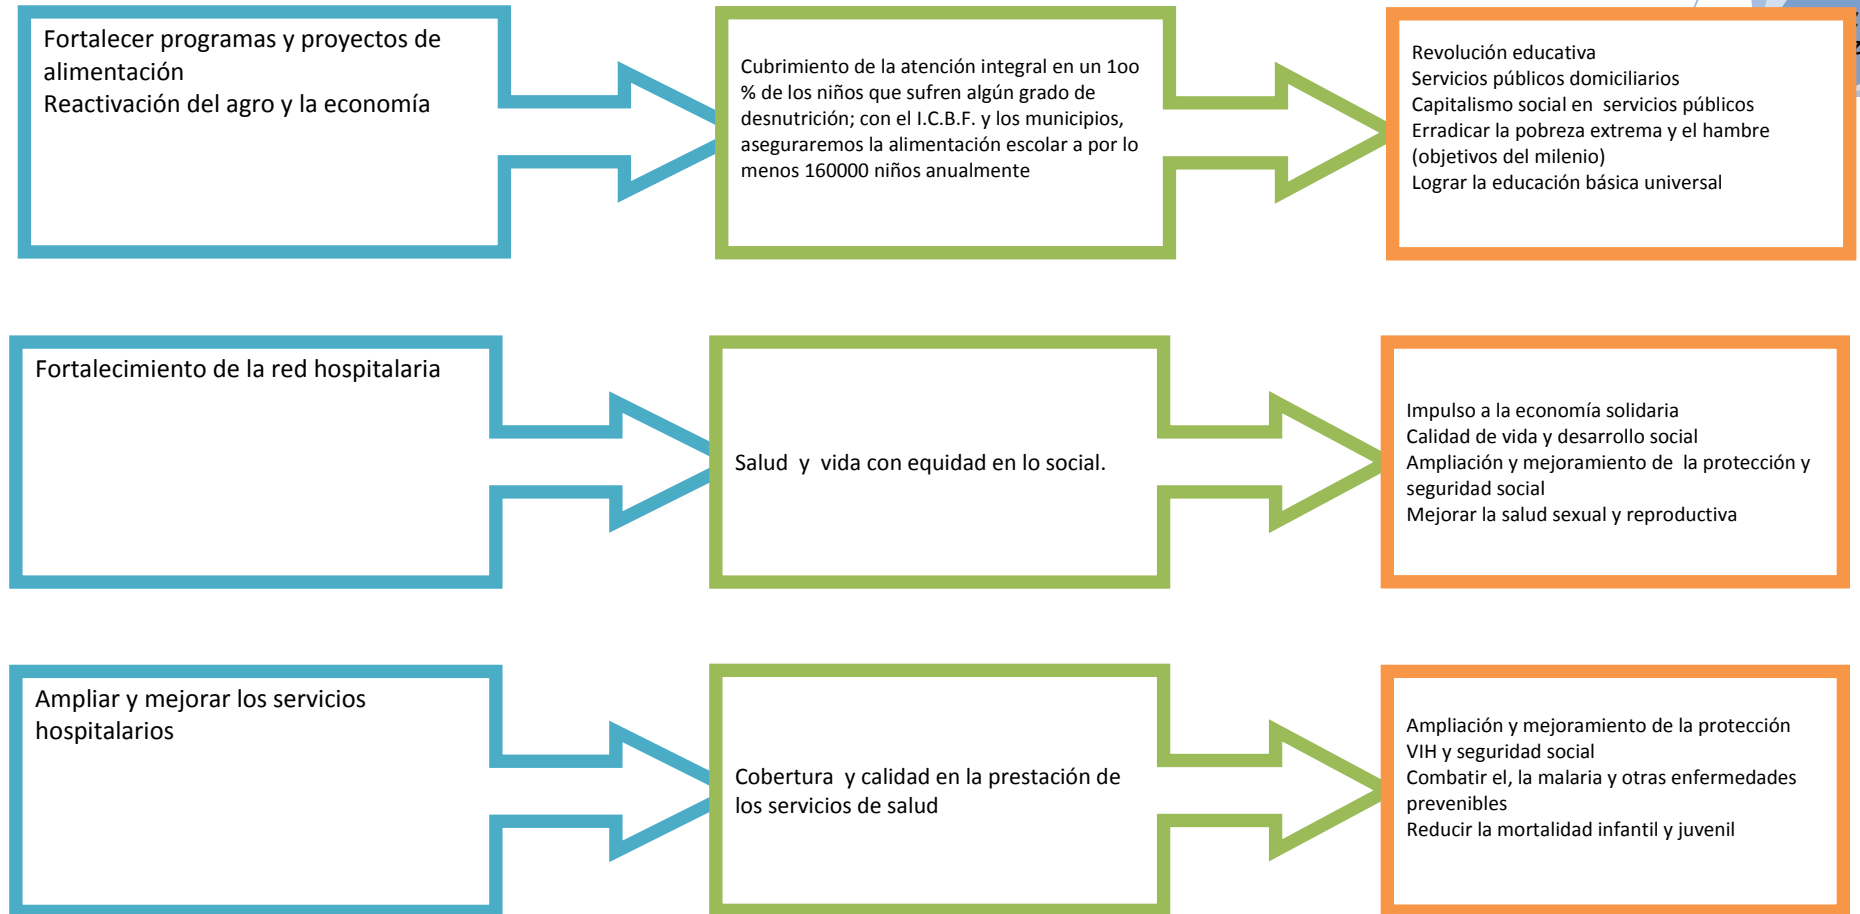 Fortalecer programas y proyectos de
alimentación
Reactivación del agro y la economía
Cubrimiento de la atención integral en un 1oo
% de los niños que sufren algún grado de
desnutrición; con el I.C.B.F. y los municipios,
aseguraremos la alimentación escolar a por lo
menos 160000 niños anualmente
Revolución educativa
Servicios públicos domiciliarios
Capitalismo social en servicios públicos
Erradicar la pobreza extrema y el hambre
(objetivos del milenio)
Lograr la educación básica universal
Fortalecimiento de la red hospitalaria
Salud y vida con equidad en lo social.
Impulso a la economía solidaria
Calidad de vida y desarrollo social
Ampliación y mejoramiento de la protección y
seguridad social
Mejorar la salud sexual y reproductiva
Ampliar y mejorar los servicios
hospitalarios
Cobertura y calidad en la prestación de
los servicios de salud
Ampliación y mejoramiento de la protección
VIH y seguridad social
Combatir el, la malaria y otras enfermedades
prevenibles
Reducir la mortalidad infantil y juvenil